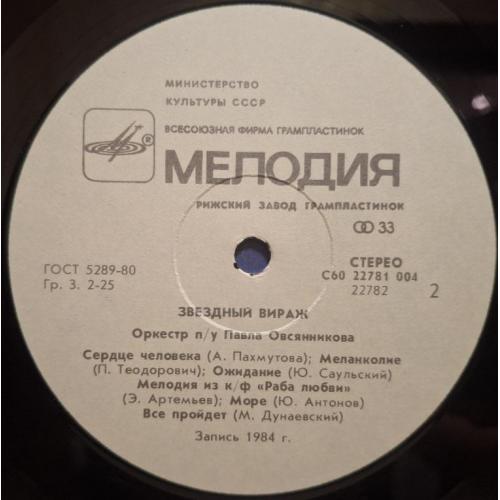 МИНИСТЕРСТВО
КУЛЬТУРЫ СССР
ВСЕСОЮЗНАЯ ФИРМА ГРАМПЛАСТИНОК
®
МЕЛОДИЯ
РИЖСКИЙ ЗАВОД ГРАМПЛАСТИНОК
33
ГОСТ 5289-80
Гр. 3. 2-25
СТЕРЕО
С60 22781 004
22782
2
ЗВЕЗДНЫЙ ВИРАЖ
Оркестр п/у Павла Овсянникова
Сердце человека (А. Пахмутова); Меланколие
(П. Теодорович); Ожидание (Ю. Саульский)
Мелодия из к/ф «Раба любви»
(Э. Артемьев); Море (Ю. Антонов)
Все пройдет (М. Дунаевский)
Запись 1984 г.